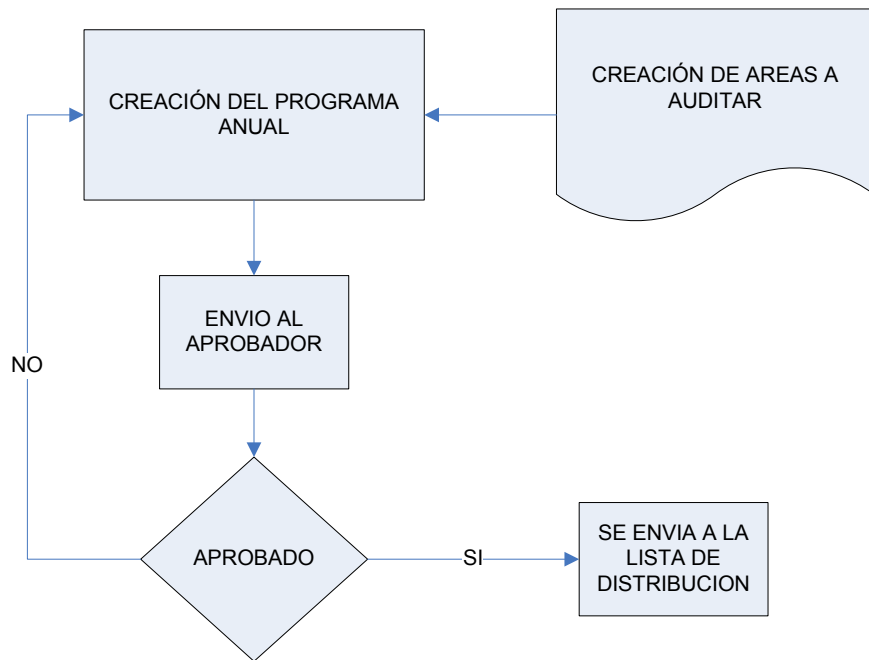 CREACIÓN DEL PROGRAMA
ANUAL
CREACIÓN DE AREAS A
AUDITAR
ENVIO AL
APROBADOR
NO
APROBADO
SI
SE ENVIA A LA
LISTA DE
DISTRIBUCION